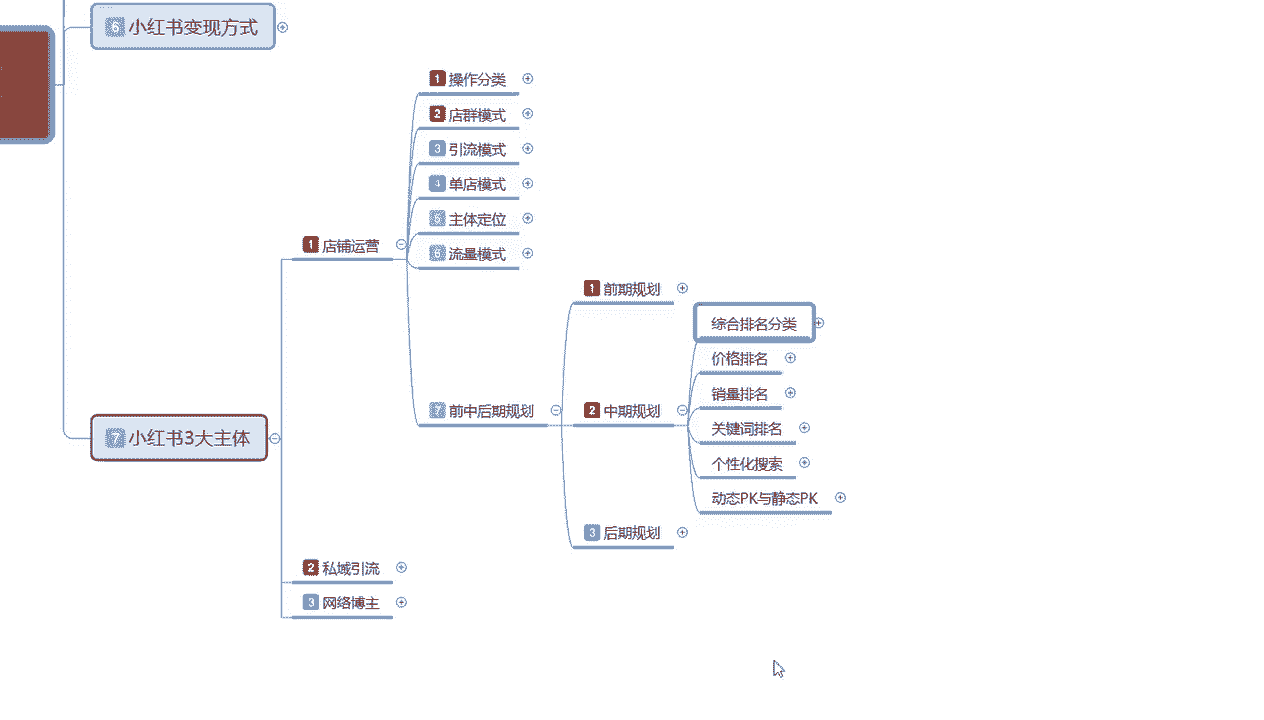 6 小红书变现方式
1 操作分类
2 店群模式
3 引流模式
4 单店模式
5 主体定位
6 流量模式
1 店铺运营
1 前期规划
综合排名分类
价格排名
销量排名
7 前中后期规划
2 中期规划
关键词排名
7 小红书3大主体
个性化搜索
动态PK与静态PK
3 后期规划
2 私域引流
3 网络博主